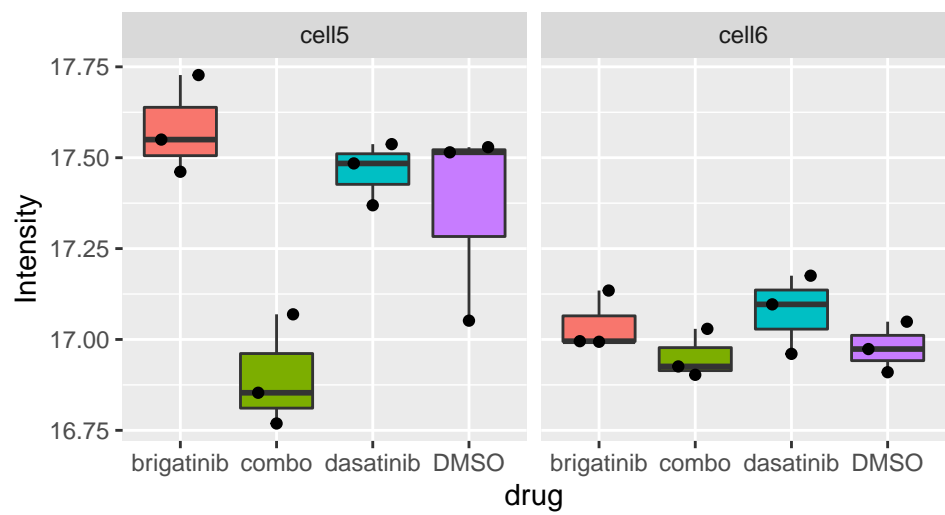 cell5
cell6
Intensity
17.75
17.50
17.25
17.00
16.75
brigatinib combo dasatinib DMSO
brigatinib combo dasatinib DMSO
drug